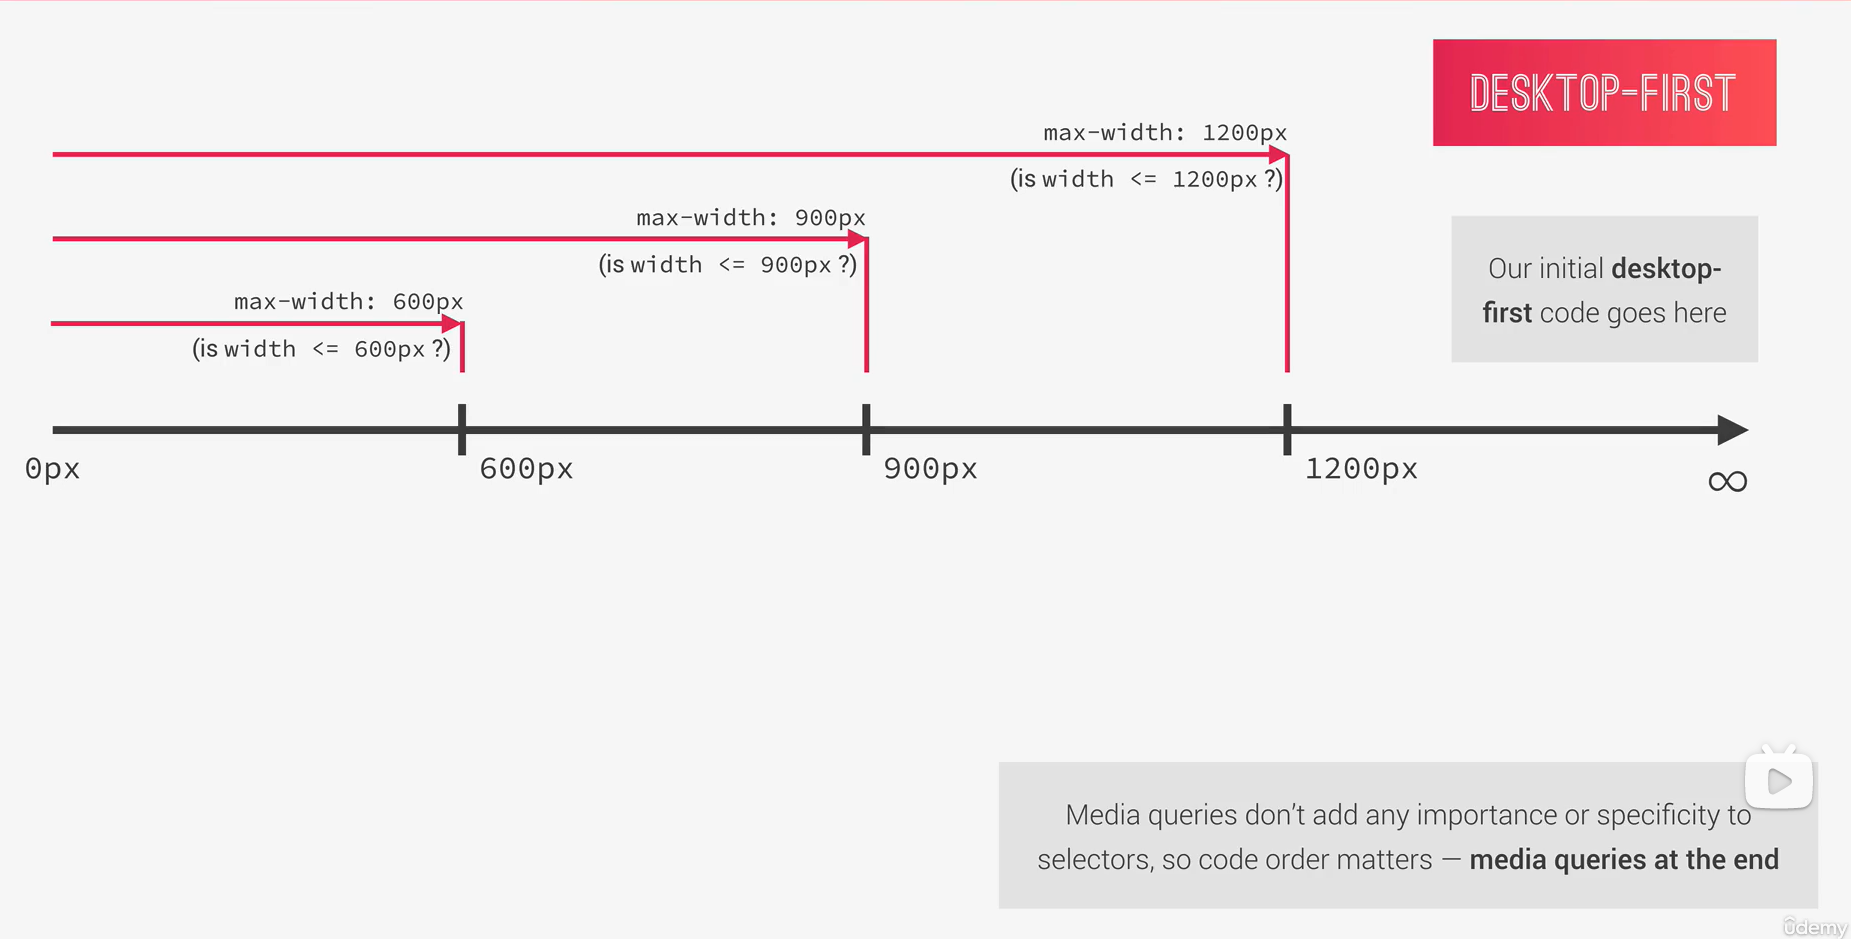 DESKTOP-FIRST
max-width: 1200px
(is width <= 1200px ?)
max-width: 900px
(is width <= 900px ?)
Our initial desktop-
first code goes here
max-width: 600px
(is width <= 600px ?)
0px
600px
900px
1200px
∞
Media queries don’t add any importance or specificity to
selectors, so code order matters — media queries at the end
ûdemy